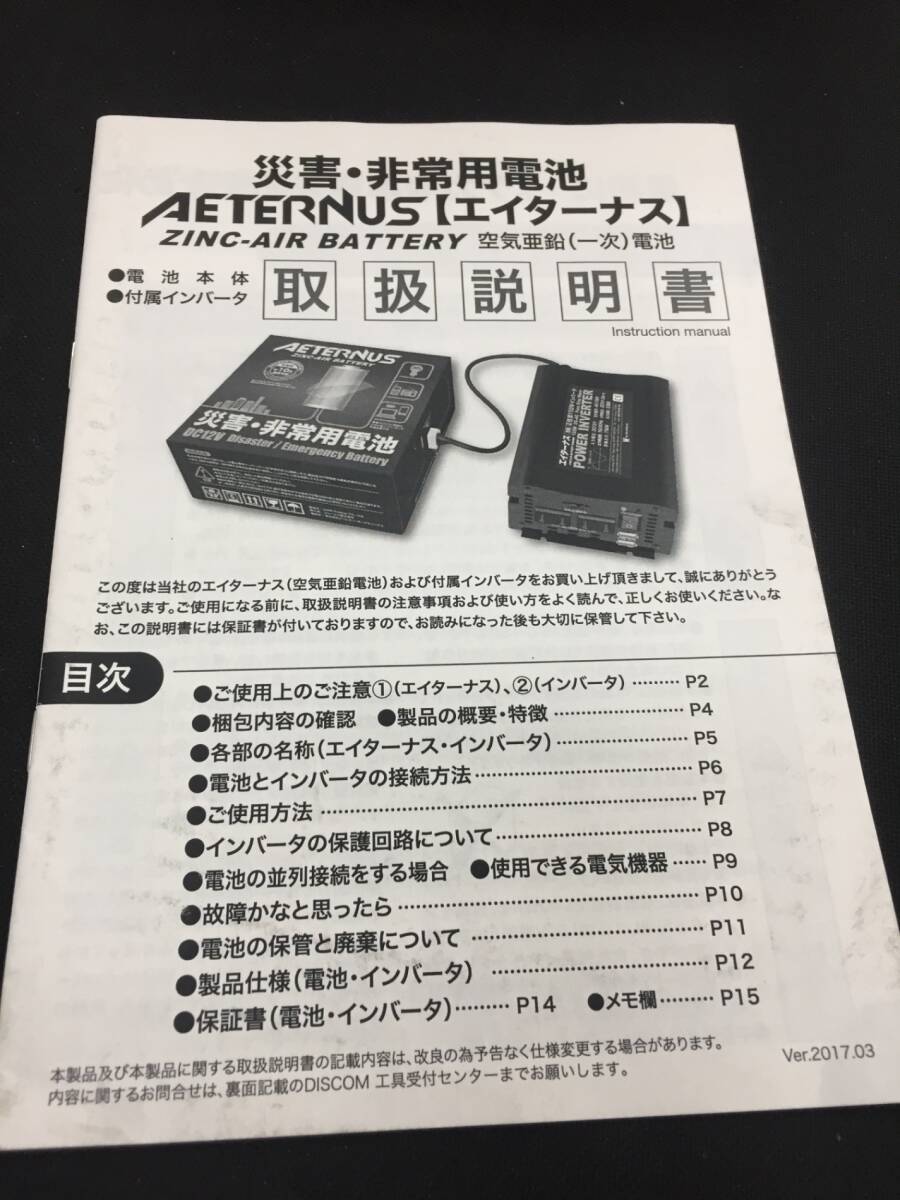 災害・非常用電池
AETERNUS【エイターナス】
ZINC-AIR BATTERY 空気亜鉛(一次)電池
●電池本体
●付属インバータ
取扱説明書
Instruction manual
AETERNUS
ZINC-AIR BATTERY
災害・非常用電池
DC12V Disaster / Emergency Battery
エイターナス
POWER INVERTER
この度は当社のエイターナス(空気亜鉛電池)および付属インバータをお買い上げ頂きまして、誠にありがとう
ございます。ご使用になる前に、取扱説明書の注意事項および使い方をよく読んで、正しくお使いください。な
お、この説明書には保証書が付いておりますので、お読みになった後も大切に保管して下さい。
目次
●ご使用上のご注意①(エイターナス)、②(インバータ) ……… P2
●梱包内容の確認 ●製品の概要・特徴 ……………… P4
●各部の名称(エイターナス・インバータ) ……………… P5
●電池とインバータの接続方法 ………………………… P6
●ご使用方法 …………………………………………… P7
●インバータの保護回路について ……………………… P8
●電池の並列接続をする場合 ●使用できる電気機器 …… P9
●故障かなと思ったら …………………………………… P10
●電池の保管と廃棄について ………………………… P11
●製品仕様(電池・インバータ) ………………………… P12
●保証書(電池・インバータ) ……… P14 ●メモ欄 ……… P15
本製品及び本製品に関する取扱説明書の記載内容は、改良の為予告なく仕様変更する場合があります。
内容に関するお問合せは、裏面記載のDISCOM 工具受付センターまでお願いします。
Ver.2017.03